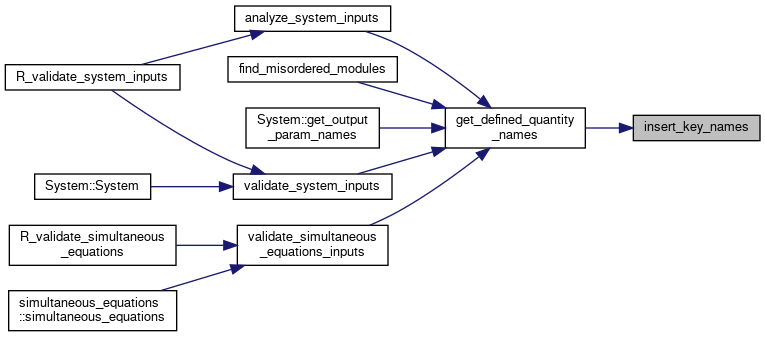 analyze_system_inputs
R_validate_system_inputs
find_misordered_modules
System::get_output
_param_names
get_defined_quantity
_names
insert_key_names
System::System
validate_system_inputs
R_validate_simultaneous
_equations
validate_simultaneous
_equations_inputs
simultaneous_equations
::simultaneous_equations